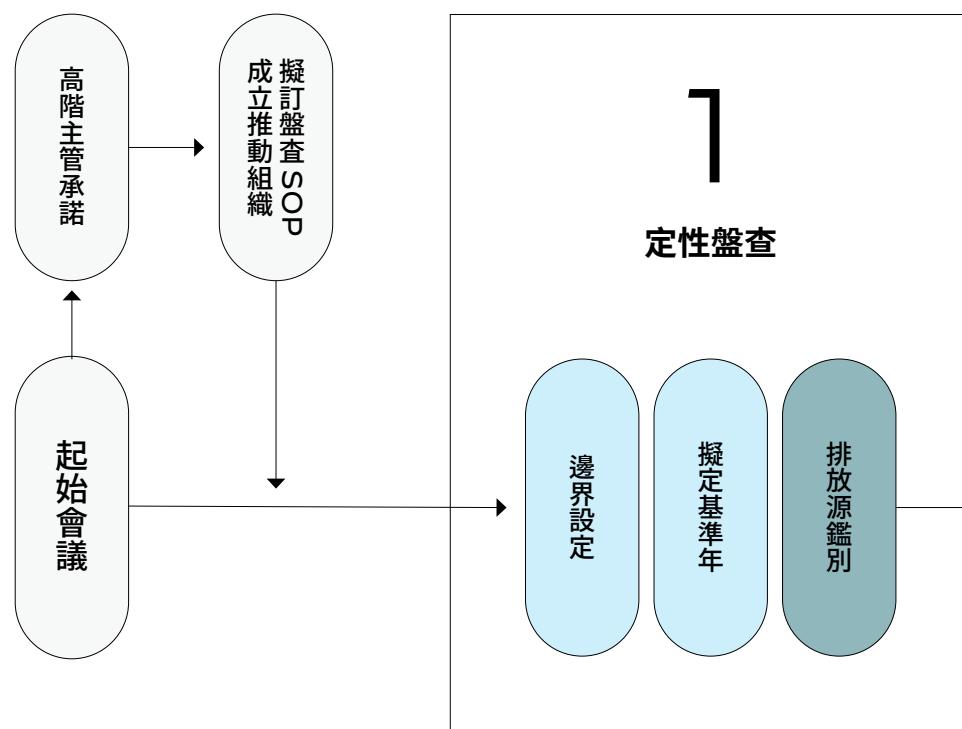 高階主管承諾
擬訂盤查 SOP
成立推動組織
1
定性盤查
起始會議
邊界設定
擬定基準年
排放源鑑別